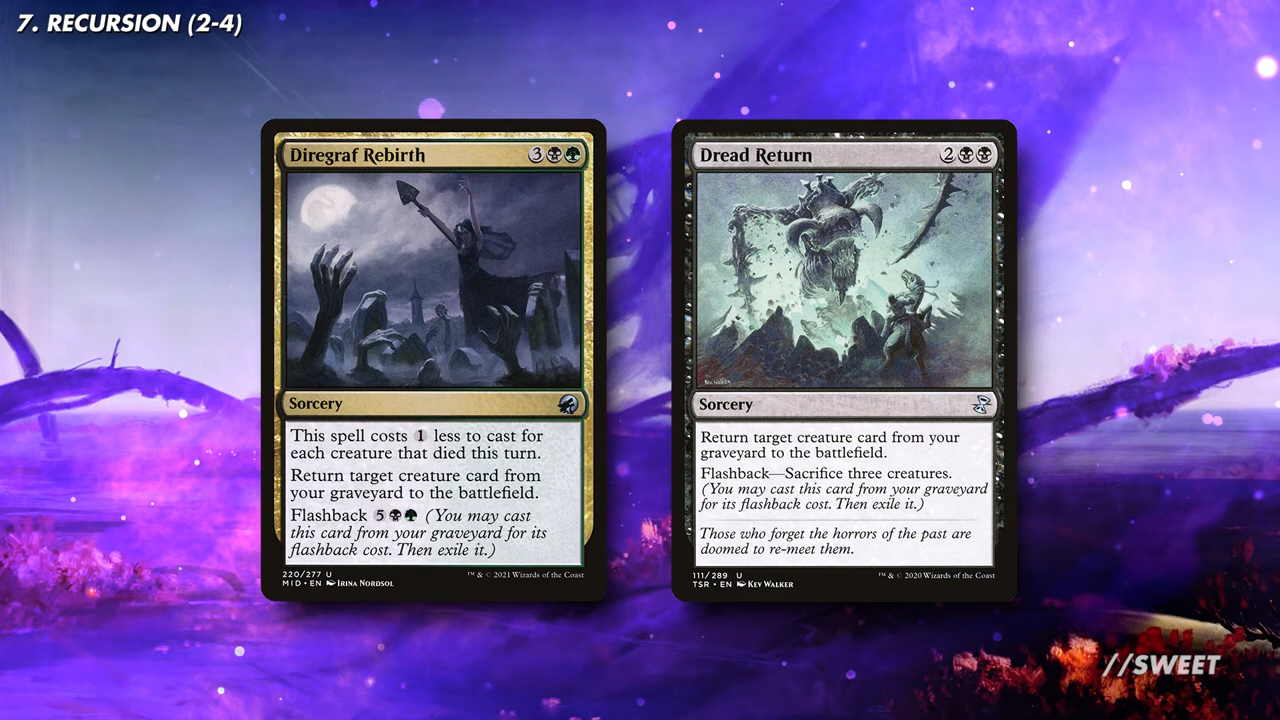 7. RECURSION (2-4)
Diregraf Rebirth 3
Sorcery
This spell costs 1 less to cast for
each creature that died this turn.
Return target creature card from
your graveyard to the battlefield.
Flashback 5 (You may cast
this card from your graveyard for its
flashback cost. Then exile it.)
220/277 U
MID • EN IRINA NORDSOL
™ & © 2021 Wizards of the Coast
Dread Return 2
Sorcery
Return target creature card from your
graveyard to the battlefield.
Flashback—Sacrifice three creatures.
(You may cast this card from your graveyard
for its flashback cost. Then exile it.)
Those who forget the horrors of the past are
doomed to re-meet them.
111/289 U
TSR • EN KEV WALKER
™ & © 2020 Wizards of the Coast
//SWEET